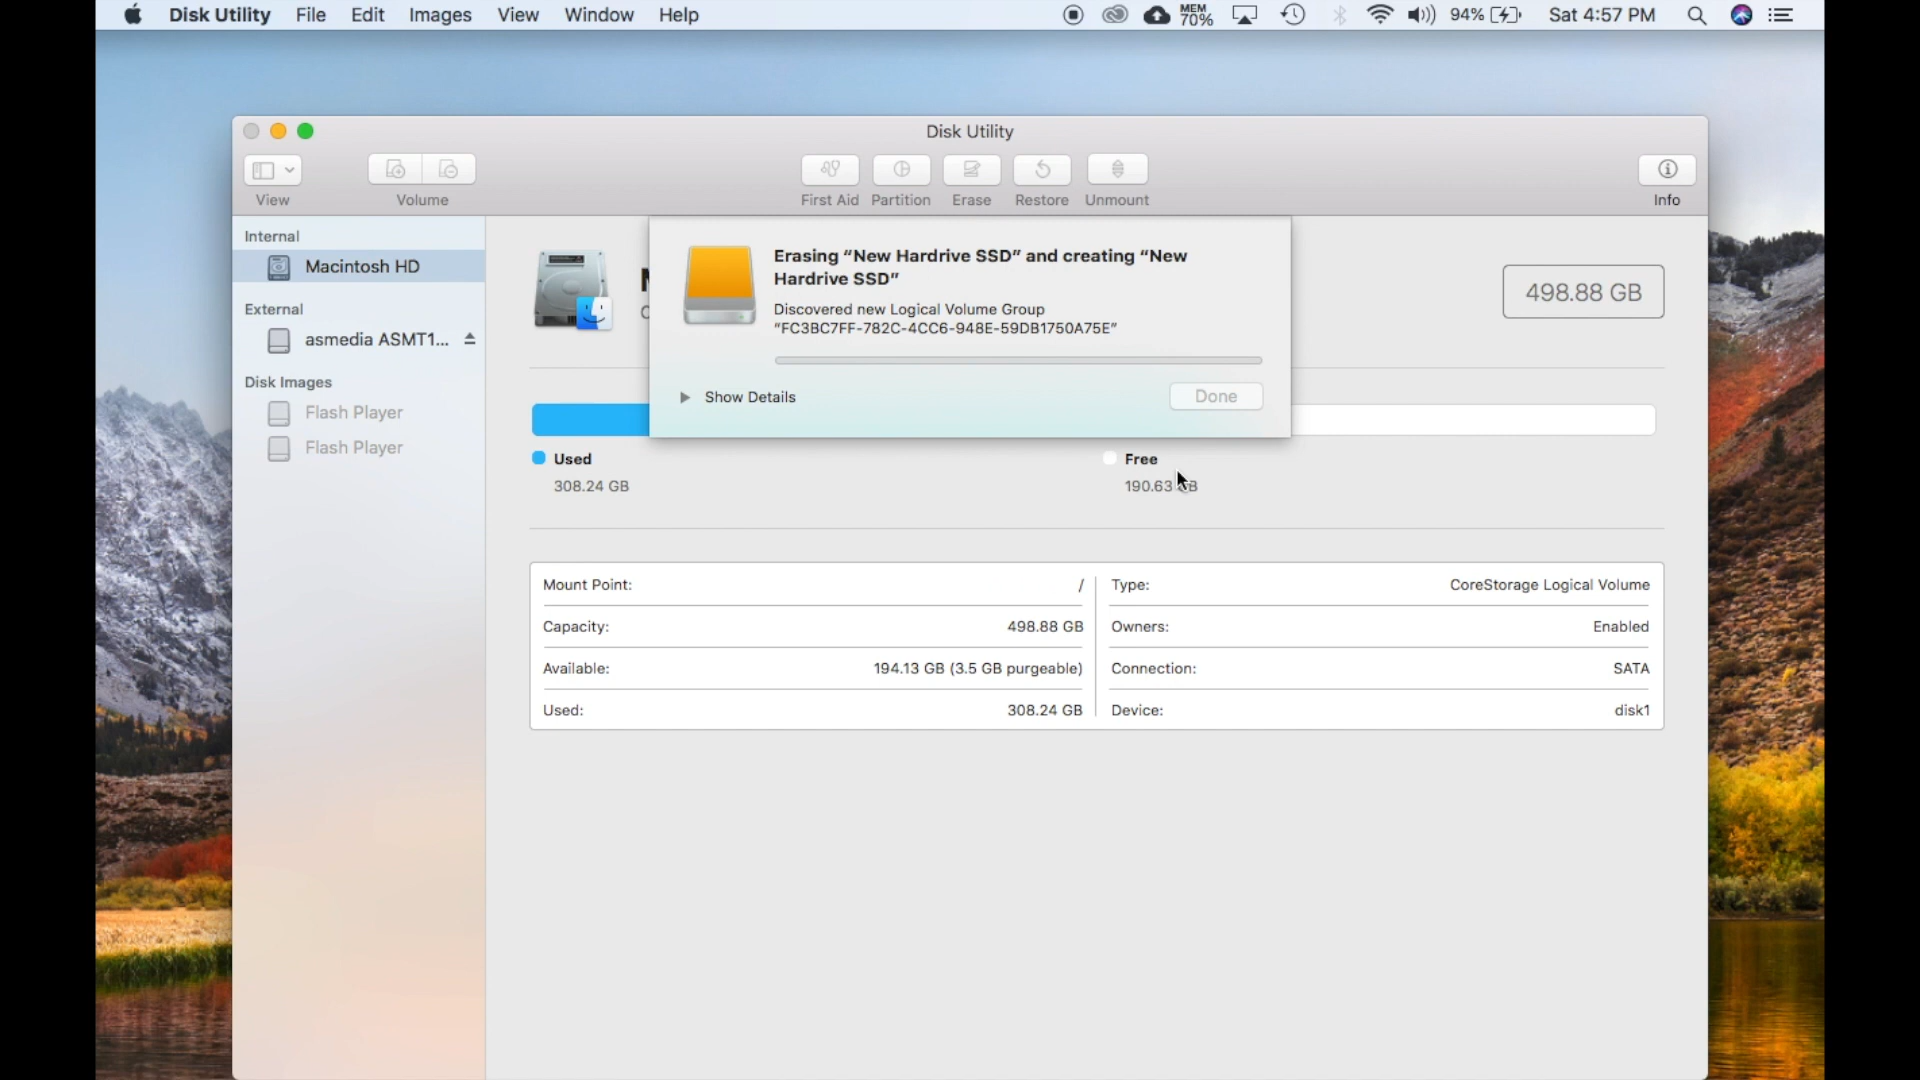 Disk Utility File Edit Images View Window Help MEM 70% 94% Sat 4:57 PM
Disk Utility
View Volume First Aid Partition Erase Restore Unmount Info
Internal
Macintosh HD
External
asmedia ASMT1...
Disk Images
Flash Player
Flash Player
Erasing “New Hardrive SSD” and creating “New
Hardrive SSD”
Discovered new Logical Volume Group
“FC3BC7FF-782C-4CC6-948E-59DB1750A75E”
Show Details Done
498.88 GB
Used
308.24 GB
Free
190.63
Mount Point: /
Capacity: 498.88 GB
Available: 194.13 GB (3.5 GB purgeable)
Used: 308.24 GB
Type: CoreStorage Logical Volume
Owners: Enabled
Connection: SATA
Device: disk1